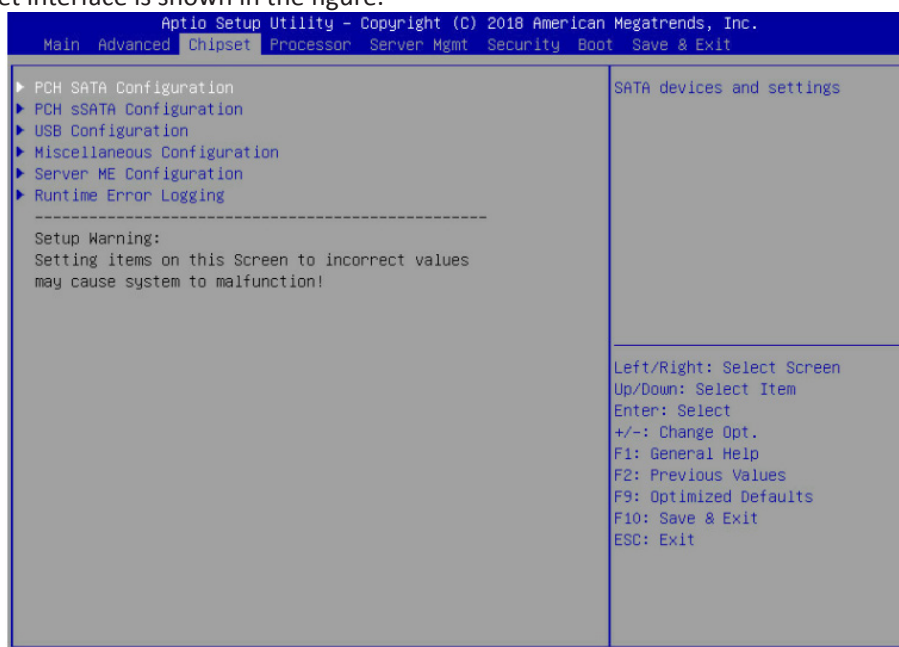 et interface is shown in the figure.
Aptio Setup Utility – Copyright (C) 2018 American Megatrends, Inc.
Main Advanced Chipset Processor Server Mgmt Security Boot Save & Exit
PCH SATA Configuration
PCH sSATA Configuration
USB Configuration
Miscellaneous Configuration
Server ME Configuration
Runtime Error Logging
--------------------------------------------------
Setup Warning:
Setting items on this Screen to incorrect values
may cause system to malfunction!
SATA devices and settings
Left/Right: Select Screen
Up/Down: Select Item
Enter: Select
+/-: Change Opt.
F1: General Help
F2: Previous Values
F9: Optimized Defaults
F10: Save & Exit
ESC: Exit